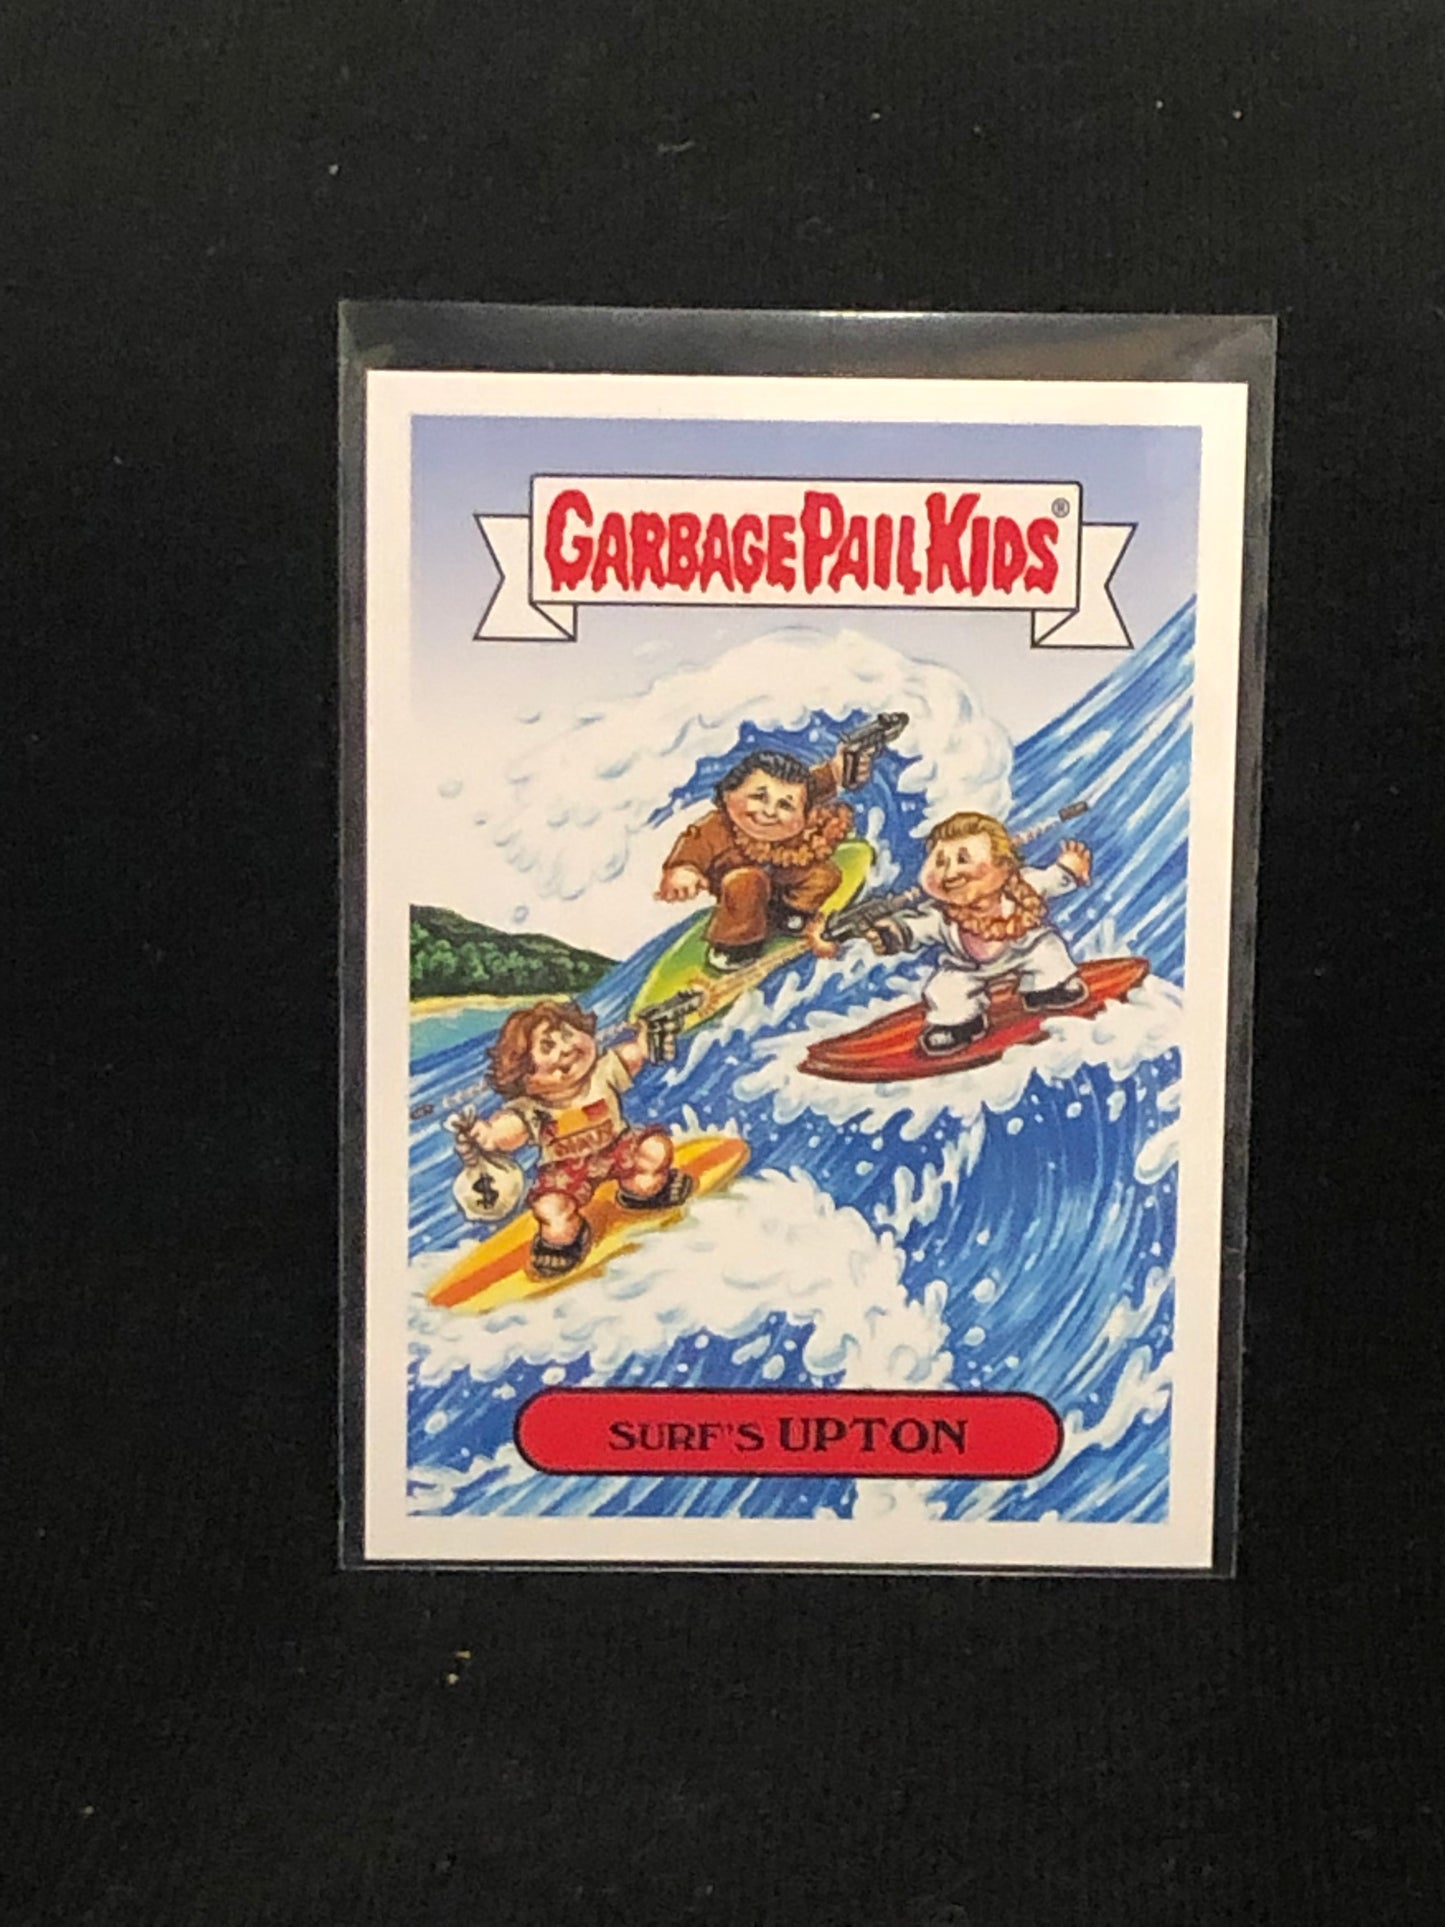 GARBAGE PAIL KIDS®
$
SURF'S UPTON